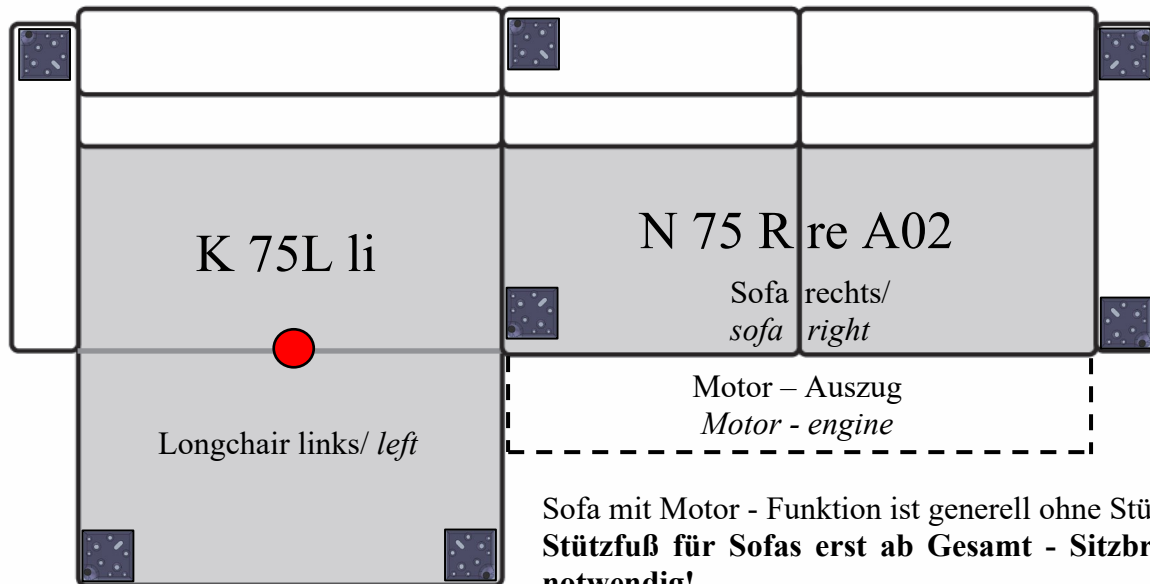 K 75L li
N 75 R re A02
Sofa rechts/
sofa right
Motor – Auszug
Motor - engine
Longchair links/ left
Sofa mit Motor - Funktion ist generell ohne
Stützfuß für Sofas erst ab Gesamt -
notwendig!